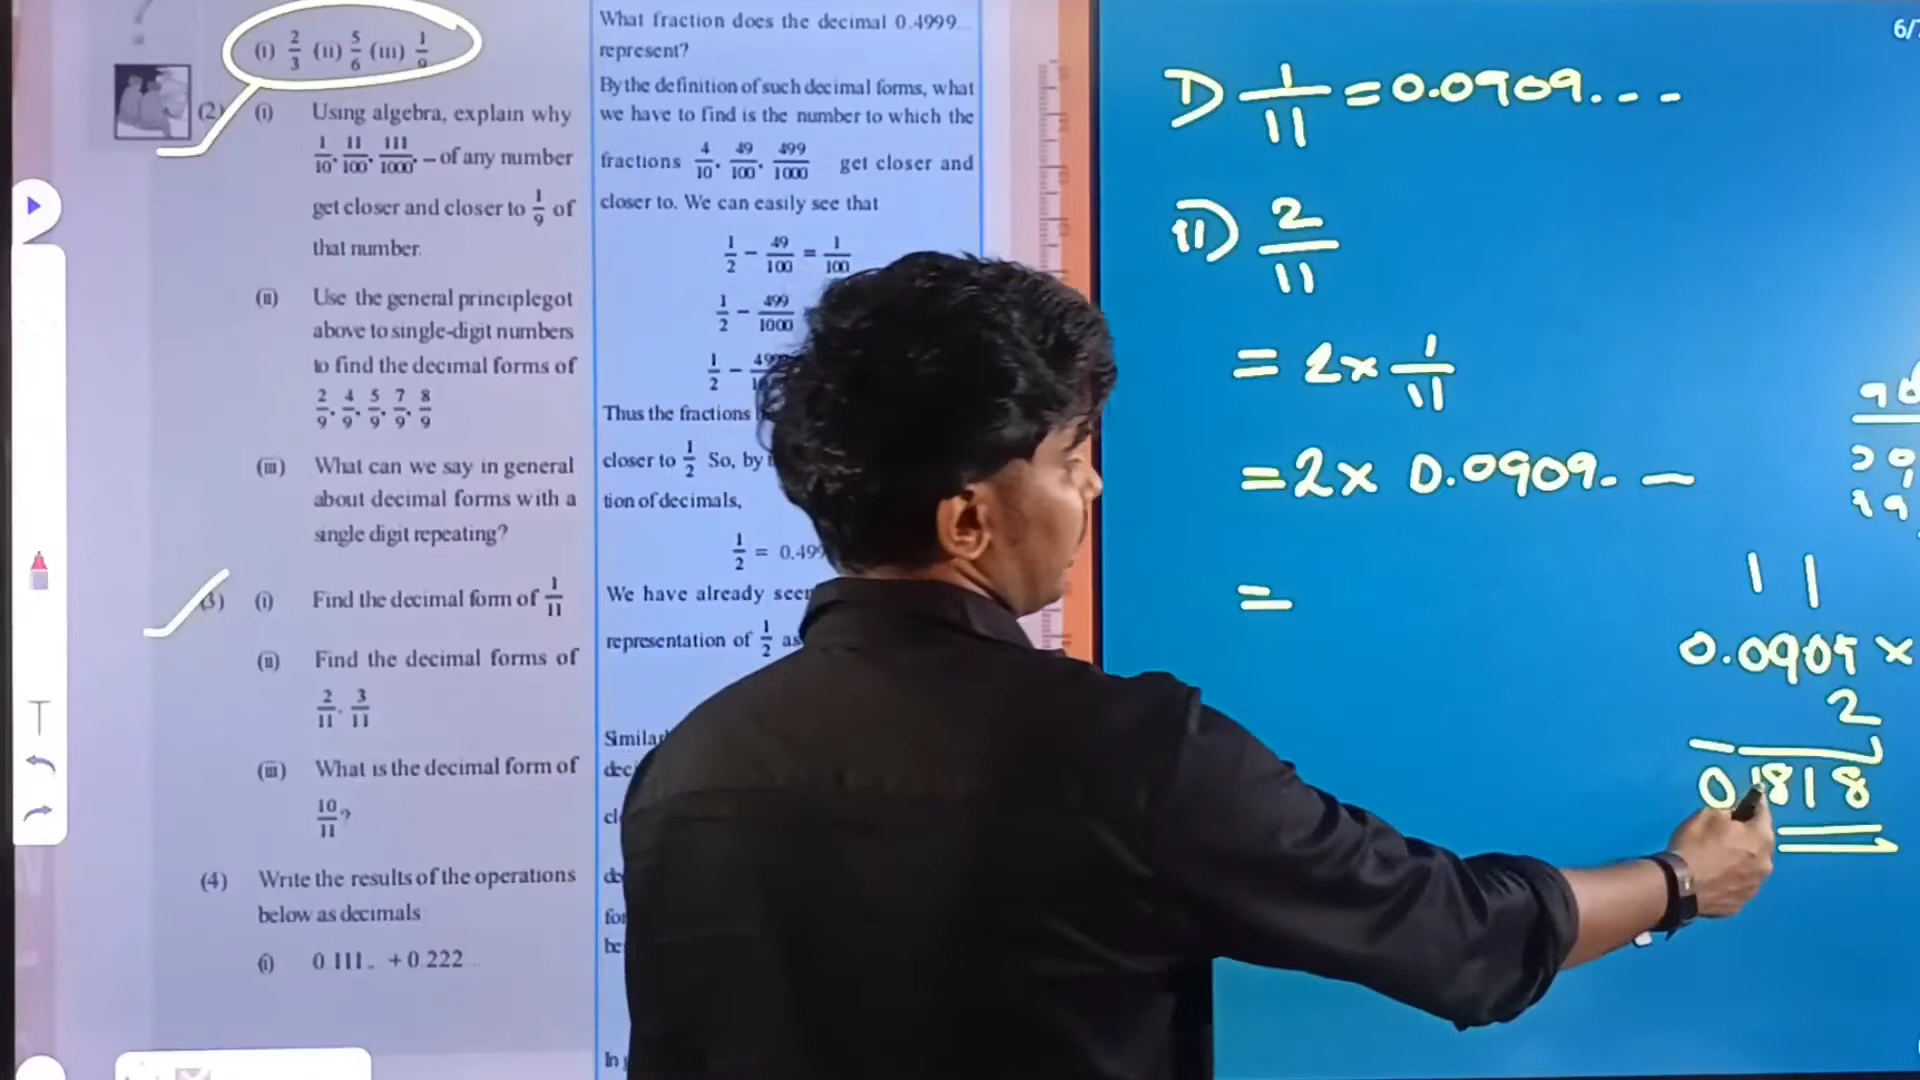 (i) 2/3 (ii) 5/6 (iii) 1/9
(2) (i) Using algebra, explain why
1/10, 11/100, 111/1000, – of any number
get closer and closer to 1/9 of
that number.
(ii) Use the general principlegot
above to single-digit numbers
to find the decimal forms of
2/9, 4/9, 5/9, 7/9, 8/9
(iii) What can we say in general
about decimal forms with a
single digit repeating?
(3) (i) Find the decimal form of 1/11
(ii) Find the decimal forms of
2/11, 3/11
(iii) What is the decimal form of
10/11?
(4) Write the results of the operations
below as decimals
(i) 0.111... + 0.222...
What fraction does the decimal 0.4999...
represent?
By the definition of such decimal forms, what
we have to find is the number to which the
fractions 4/10, 49/100, 499/1000 get closer and
closer to. We can easily see that
1/2 − 49/100 = 1/100
1/2 − 499/1000
1/2 −
Thus the fractions
closer to 1/2 So, by
tion of decimals,
1/2 = 0.499
We have already seen
representation of 1/2 as
6/
I) 1/11 = 0.0909...
II) 2/11
= 2 × 1/11
= 2 × 0.0909. –
=
1 1
0.0909 ×
2
0.1818
T